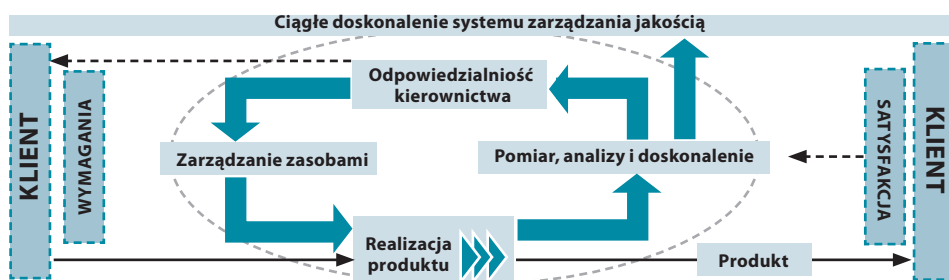 Ciągłe doskonalenie systemu zarządzania jakością
KLIENT
WYMAGANIA
Odpowiedzialność
kierownictwa
Zarządzanie zasobami
Pomiar, analizy i doskonalenie
Realizacja
produktu
Produkt
SATYSFAKCJA
KLIENT